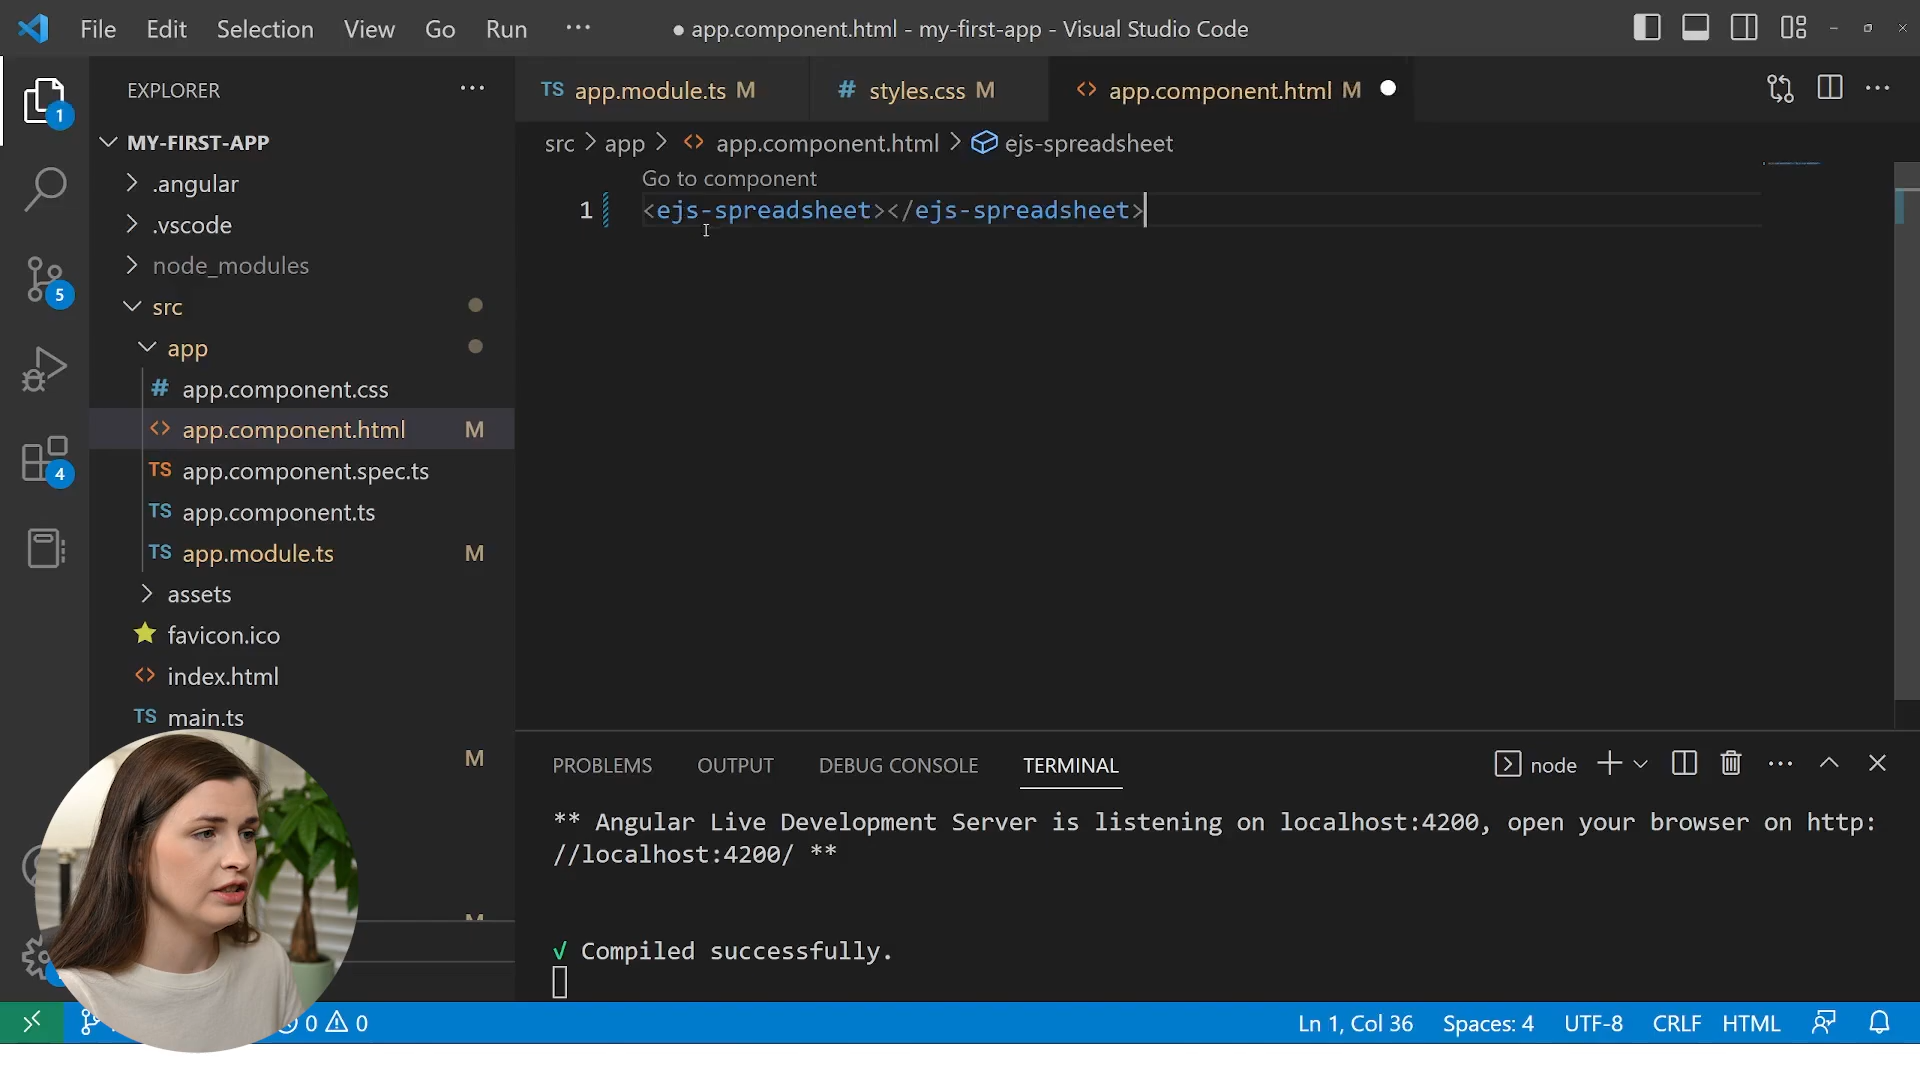 File Edit Selection View Go Run ··· ● app.component.html - my-first-app - Visual Studio Code
EXPLORER ···
MY-FIRST-APP
.angular
.vscode
node_modules
src
app
# app.component.css
<> app.component.html M
TS app.component.spec.ts
TS app.component.ts
TS app.module.ts M
assets
favicon.ico
<> index.html
TS main.ts
M
1
5
4
TS app.module.ts M # styles.css M <> app.component.html M ●
src > app > <> app.component.html > ejs-spreadsheet
Go to component
1 <ejs-spreadsheet></ejs-spreadsheet>
PROBLEMS OUTPUT DEBUG CONSOLE TERMINAL node
** Angular Live Development Server is listening on localhost:4200, open your browser on http:
//localhost:4200/ **
√ Compiled successfully.
0 0 Ln 1, Col 36 Spaces: 4 UTF-8 CRLF HTML